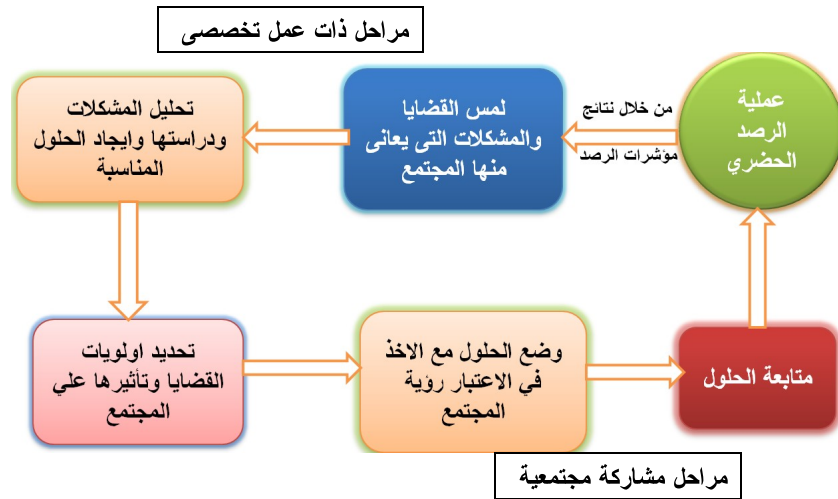 مراحل ذات عمل تخصصى
عملية
الرصد
الحضري
من خلال نتائج
مؤشرات الرصد
لمس القضايا
والمشكلات التى يعانى
منها المجتمع
تحليل المشكلات
ودراستها وايجاد الحلول
المناسبة
تحديد اولويات
القضايا وتأثيرها علي
المجتمع
وضع الحلول مع الاخذ
في الاعتبار رؤية
المجتمع
متابعة الحلول
مراحل مشاركة مجتمعية